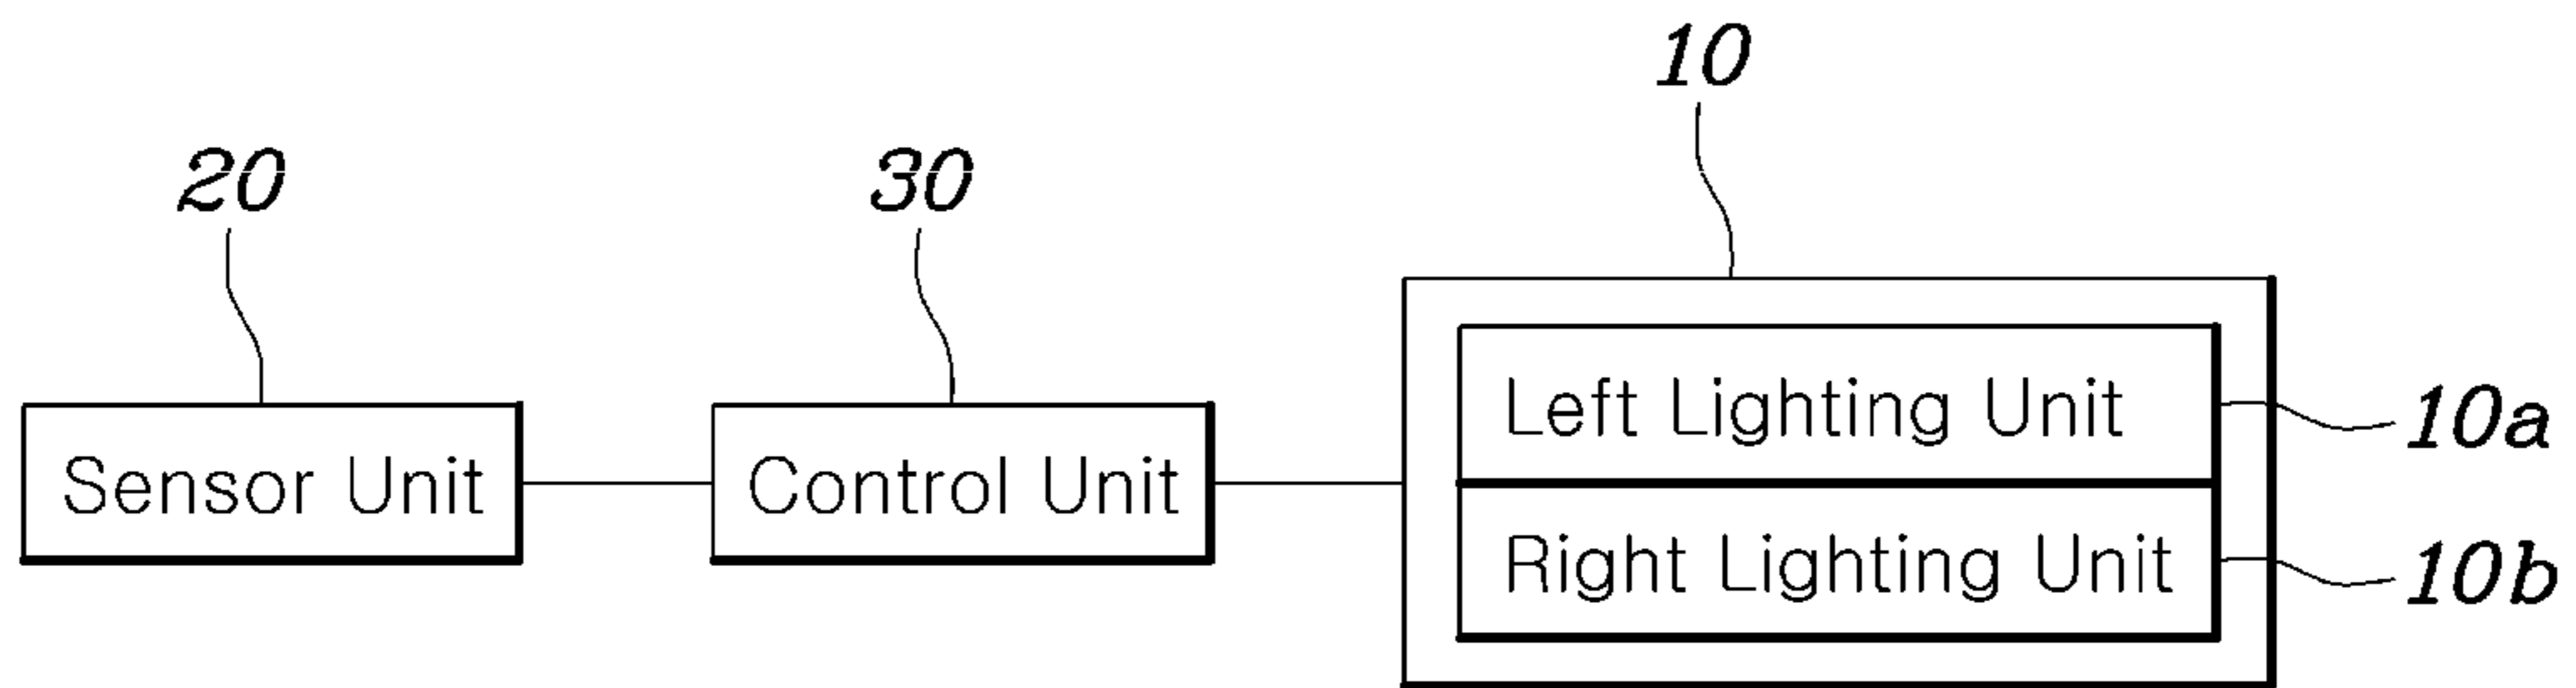 10
20
30
Left Lighting Unit
10a
Sensor Unit
Control Unit
Right Lighting Unit
10b